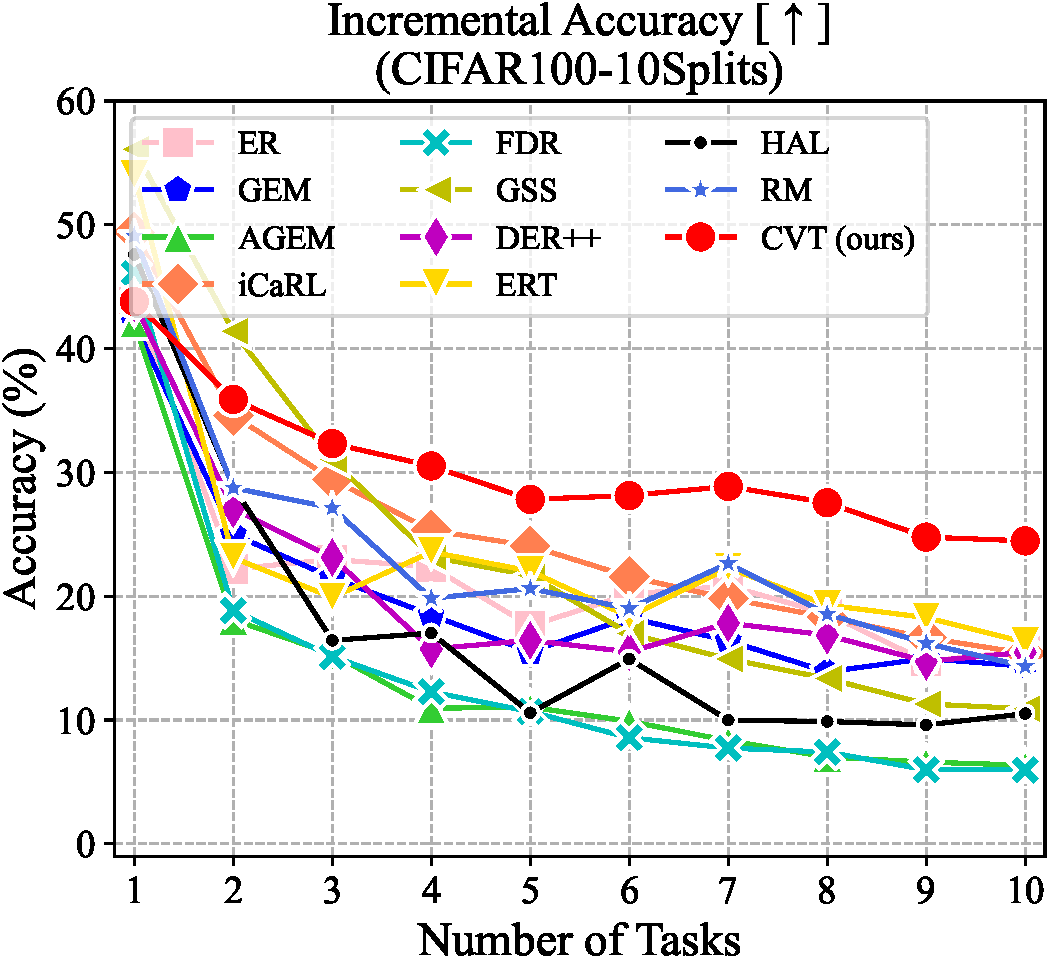 Incremental Accuracy [ ↑ ]
(CIFAR100-10Splits)
60
50
40
30
20
10
0
Accuracy (%)
ER
GEM
AGEM
iCaRL
FDR
GSS
DER++
ERT
HAL
RM
CVT (ours)
1 2 3 4 5 6 7 8 9 10
Number of Tasks